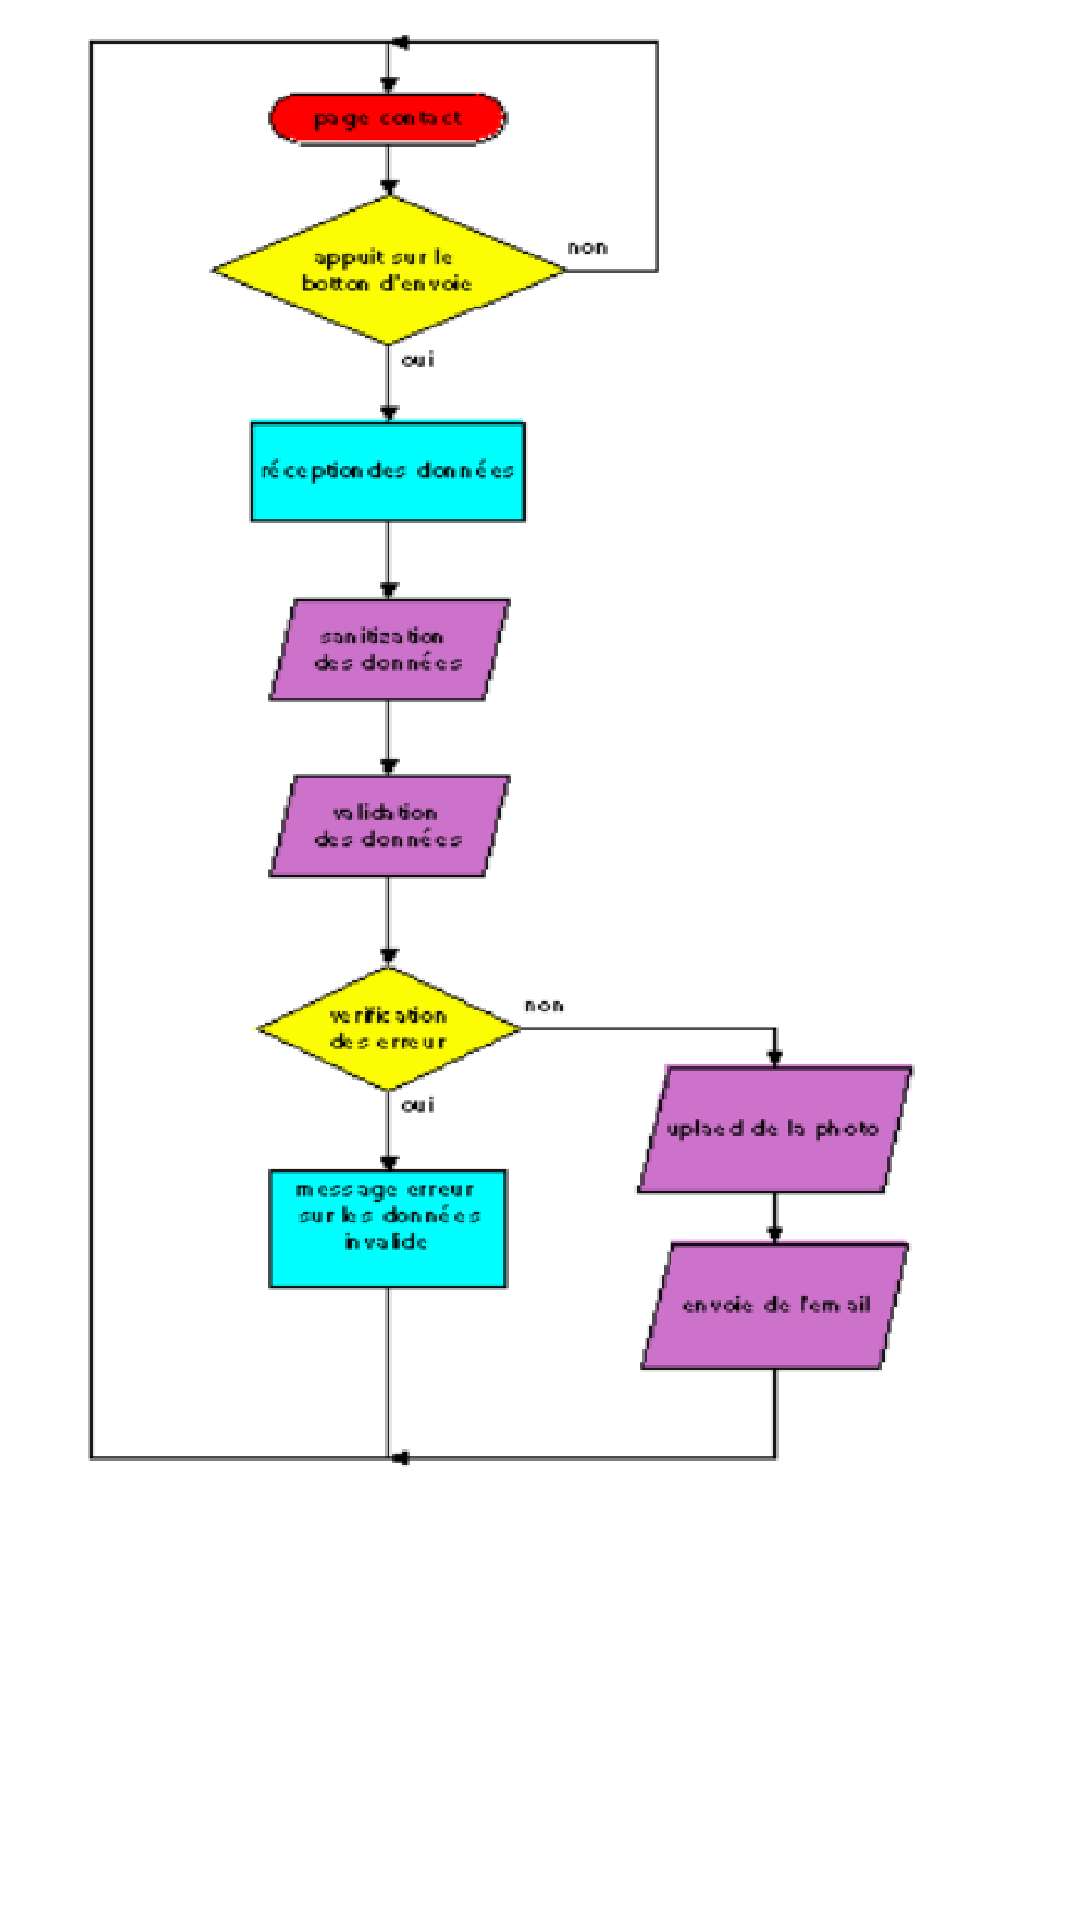 page contact
appuit sur le
botton d'envoie
non
oui
réception des données
sanitization
des données
validation
des données
verification
des erreur
non
oui
message erreur
sur les données
invalide
uplaed de la photo
envoie de l'email